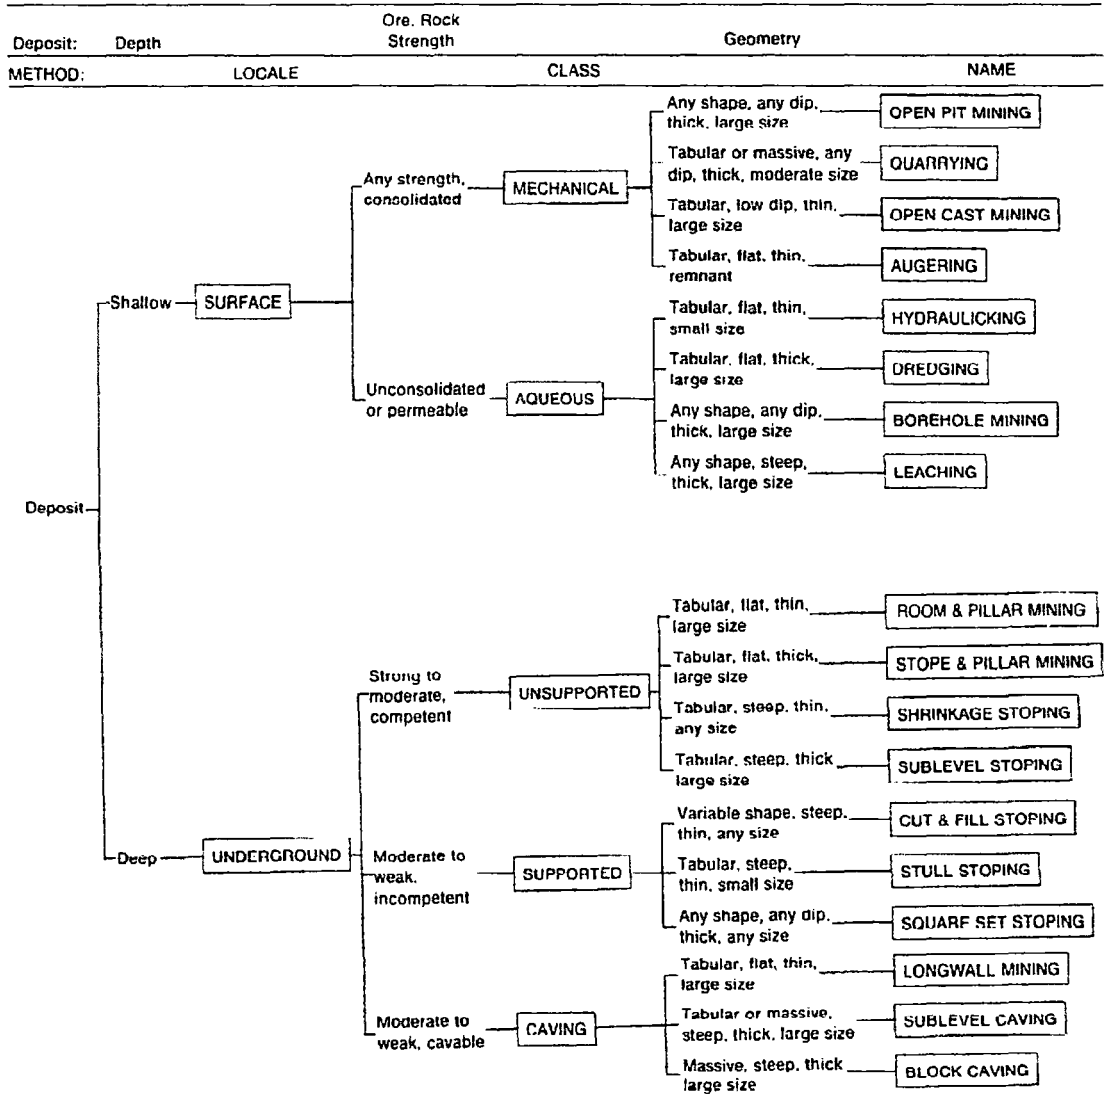 Ore, Rock
Deposit: Depth Strength Geometry
METHOD: LOCALE CLASS NAME
Any shape, any dip,
thick, large size
OPEN PIT MINING
Tabular or massive, any
dip, thick, moderate size
QUARRYING
Any strength,
consolidated
MECHANICAL
Tabular, low dip, thin,
large size
OPEN CAST MINING
Tabular, flat, thin,
remnant
AUGERING
Shallow
SURFACE
Tabular, flat, thin,
small size
HYDRAULICKING
Tabular, flat, thick,
large size
DREDGING
Unconsolidated
or permeable
AQUEOUS
Any shape, any dip,
thick, large size
BOREHOLE MINING
Any shape, steep,
thick, large size
LEACHING
Deposit
Tabular, flat, thin,
large size
ROOM & PILLAR MINING
Tabular, flat, thick,
large size
STOPE & PILLAR MINING
Strong to
moderate,
competent
UNSUPPORTED
Tabular, steep, thin,
any size
SHRINKAGE STOPING
Tabular, steep, thick
large size
SUBLEVEL STOPING
Variable shape, steep,
thin, any size
CUT & FILL STOPING
Deep
UNDERGROUND
Moderate to
weak,
incompetent
SUPPORTED
Tabular, steep,
thin, small size
STULL STOPING
Any shape, any dip,
thick, any size
SQUARE SET STOPING
Tabular, flat, thin,
large size
LONGWALL MINING
Moderate to
weak, cavable
CAVING
Tabular or massive,
steep, thick, large size
SUBLEVEL CAVING
Massive, steep, thick
large size
BLOCK CAVING